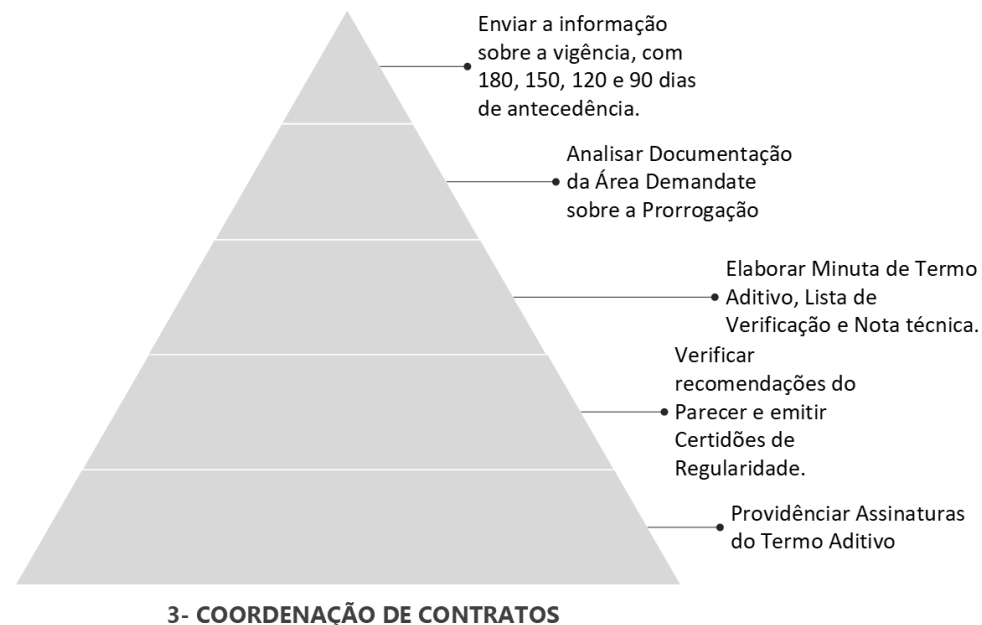 Enviar a informação
sobre a vigência, com
180, 150, 120 e 90 dias
de antecedência.
Analisar Documentação
da Área Demandate
sobre a Prorrogação
Elaborar Minuta de Termo
Aditivo, Lista de
Verificação e Nota técnica.
Verificar
recomendações do
Parecer e emitir
Certidões de
Regularidade.
Providênciar Assinaturas
do Termo Aditivo
3- COORDENAÇÃO DE CONTRATOS